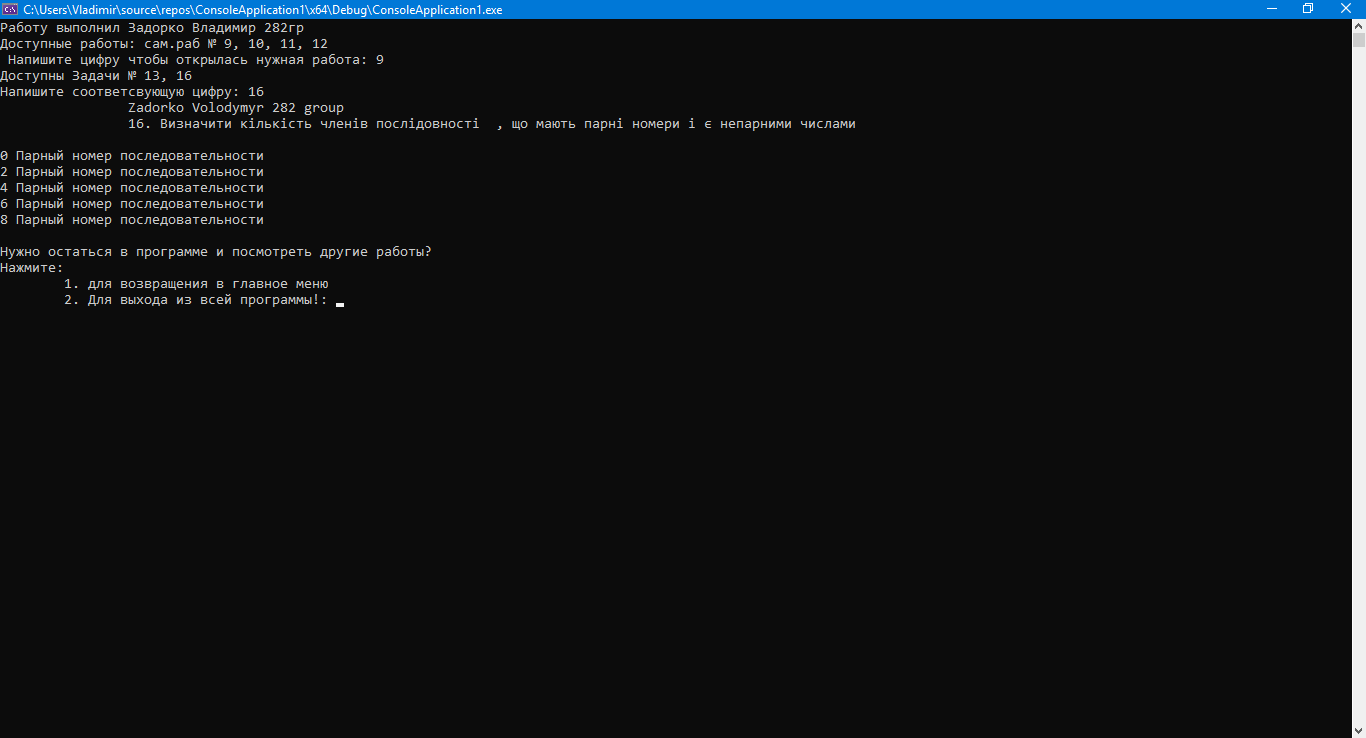 C:\Users\Vladimir\source\repos\ConsoleApplication1\x64\Debug\ConsoleApplication1.exe
Работу выполнил Задорко Владимир 282гр
Доступные работы: сам.раб № 9, 10, 11, 12
Напишите цифру чтобы открылась нужная работа: 9
Доступны Задачи № 13, 16
Напишите соответсвующую цифру: 16
Zadorko Volodymyr 282 group
16. Визначити кількість членів послідовності  , що мають парні номери і є непарними числами
0 Парный номер последовательности
2 Парный номер последовательности
4 Парный номер последовательности
6 Парный номер последовательности
8 Парный номер последовательности
Нужно остаться в программе и посмотреть другие работы?
Нажмите:
1. для возвращения в главное меню
2. Для выхода из всей программы!: